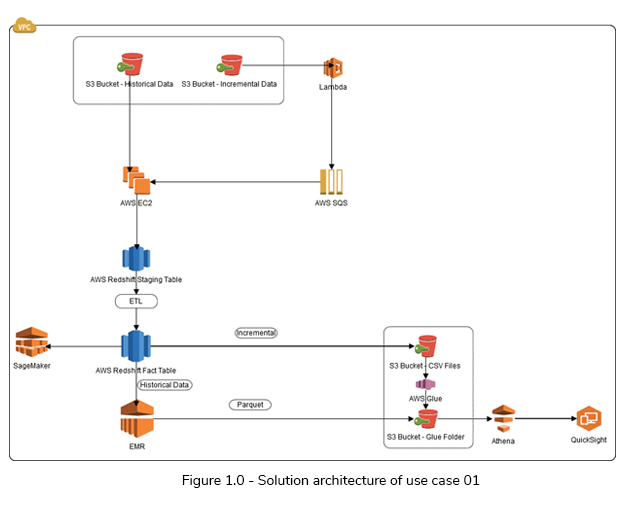 VPC
S3 Bucket - Historical Data
S3 Bucket - Incremental Data
Lambda
AWS EC2
AWS SQS
AWS Redshift Staging Table
ETL
Incremental
SageMaker
AWS Redshift Fact Table
S3 Bucket - CSV Files
Historical Data
AWS Glue
Parquet
EMR
S3 Bucket - Glue Folder
Athena
QuickSight
Figure 1.0 - Solution architecture of use case 01